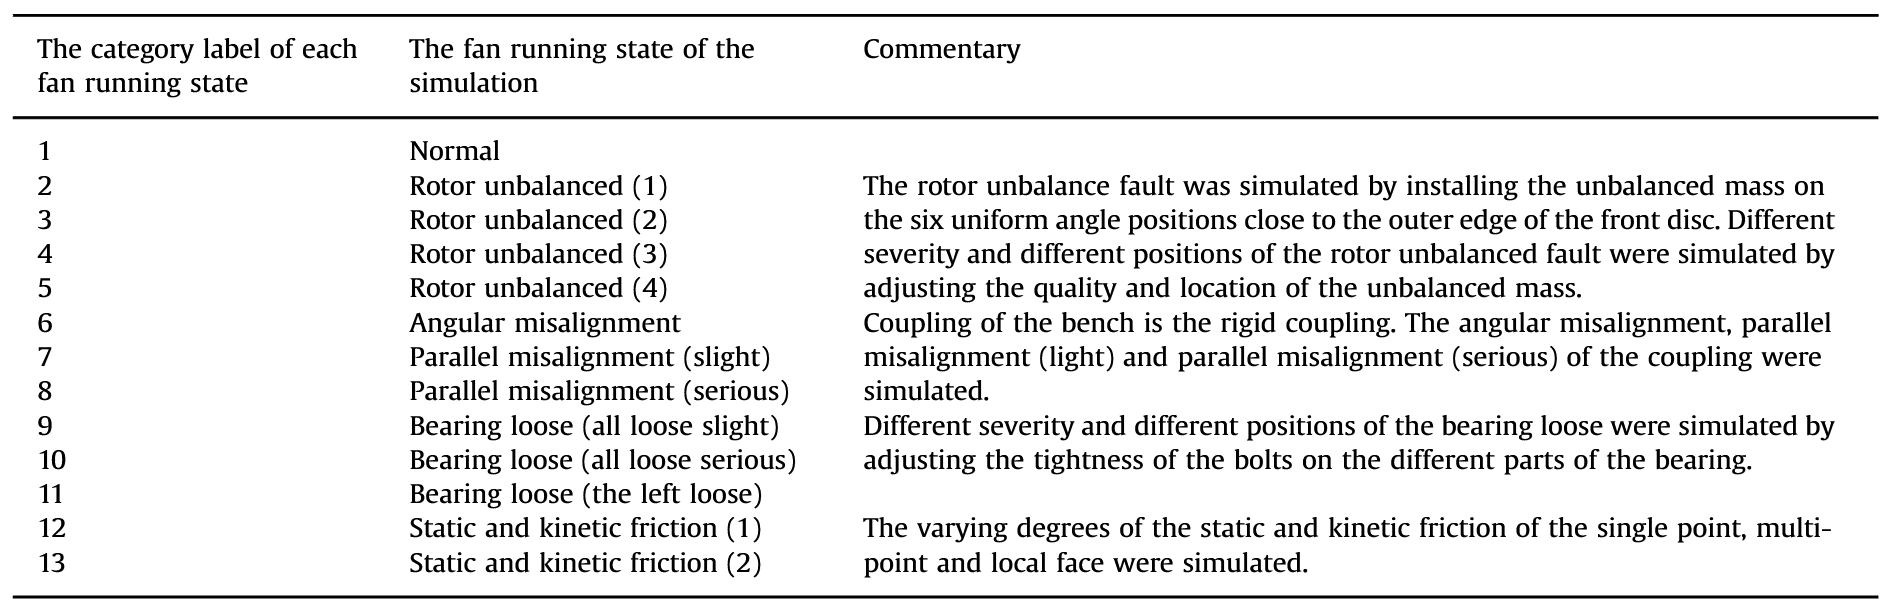 The category label of each fan running state
The fan running state of the simulation
Commentary
1 Normal
2 Rotor unbalanced (1) The rotor unbalance fault was simulated by installing the unbalanced mass on
3 Rotor unbalanced (2) the six uniform angle positions close to the outer edge of the front disc. Different
4 Rotor unbalanced (3) severity and different positions of the rotor unbalanced fault were simulated by
5 Rotor unbalanced (4) adjusting the quality and location of the unbalanced mass.
6 Angular misalignment Coupling of the bench is the rigid coupling. The angular misalignment, parallel
7 Parallel misalignment (slight) misalignment (light) and parallel misalignment (serious) of the coupling were
8 Parallel misalignment (serious) simulated.
9 Bearing loose (all loose slight) Different severity and different positions of the bearing loose were simulated by
10 Bearing loose (all loose serious) adjusting the tightness of the bolts on the different parts of the bearing.
11 Bearing loose (the left loose)
12 Static and kinetic friction (1) The varying degrees of the static and kinetic friction of the single point, multi-
13 Static and kinetic friction (2) point and local face were simulated.